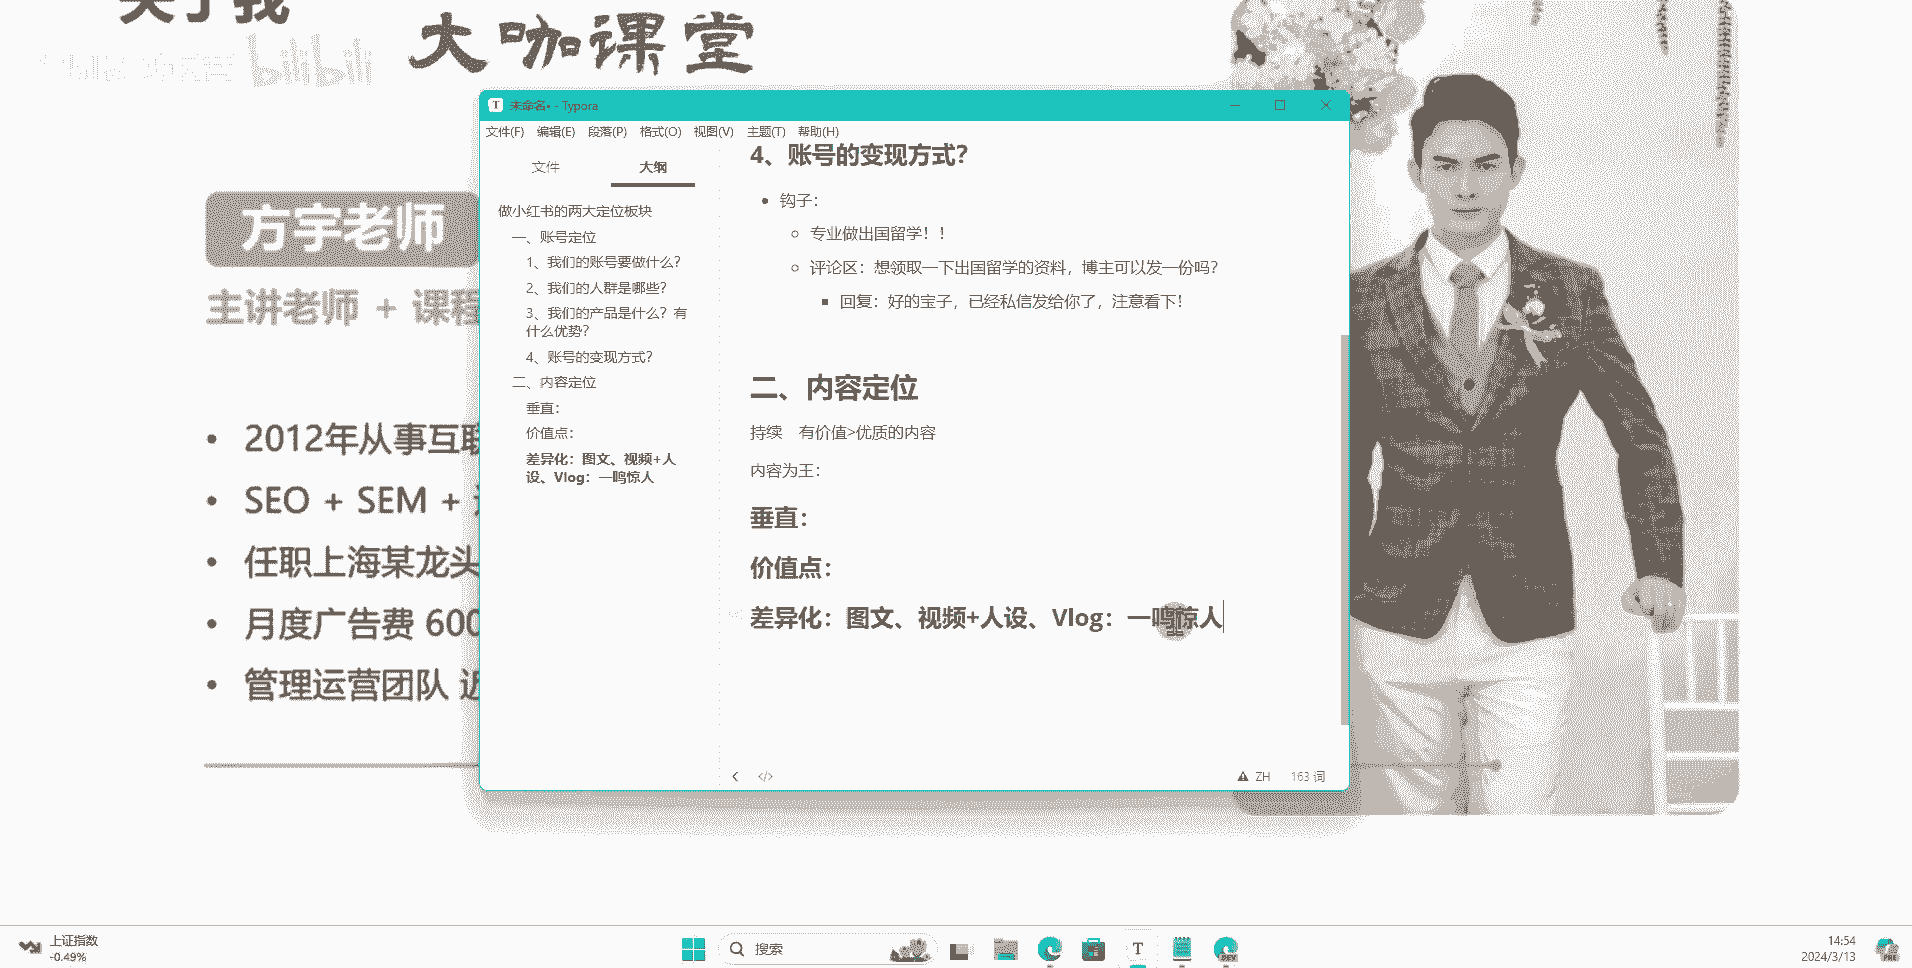 关于我
大咖课堂
bilibili
方宇老师
主讲老师 + 课程
2012年从事互联
SEO + SEM +
任职上海某龙头
月度广告费 600
管理运营团队 近
未命名• - Typora
文件(F) 编辑(E) 段落(P) 格式(O) 视图(V) 主题(T) 帮助(H)
文件 大纲
做小红书的两大定位板块
一、账号定位
1、我们的账号要做什么?
2、我们的人群是哪些?
3、我们的产品是什么? 有
什么优势?
4、账号的变现方式?
二、内容定位
垂直:
价值点:
差异化: 图文、视频+人
设、Vlog: 一鸣惊人
4、账号的变现方式?
钩子:
专业做出国留学! !
评论区: 想领取一下出国留学的资料, 博主可以发一份吗?
回复: 好的宝子, 已经私信发给你了, 注意看下!
二、内容定位
持续 有价值>优质的内容
内容为王:
垂直:
价值点:
差异化: 图文、视频+人设、Vlog: 一鸣惊人
ZH 163 词
上证指数
-0.49%
搜索
T
DEV
14:54
2024/3/13
PRE